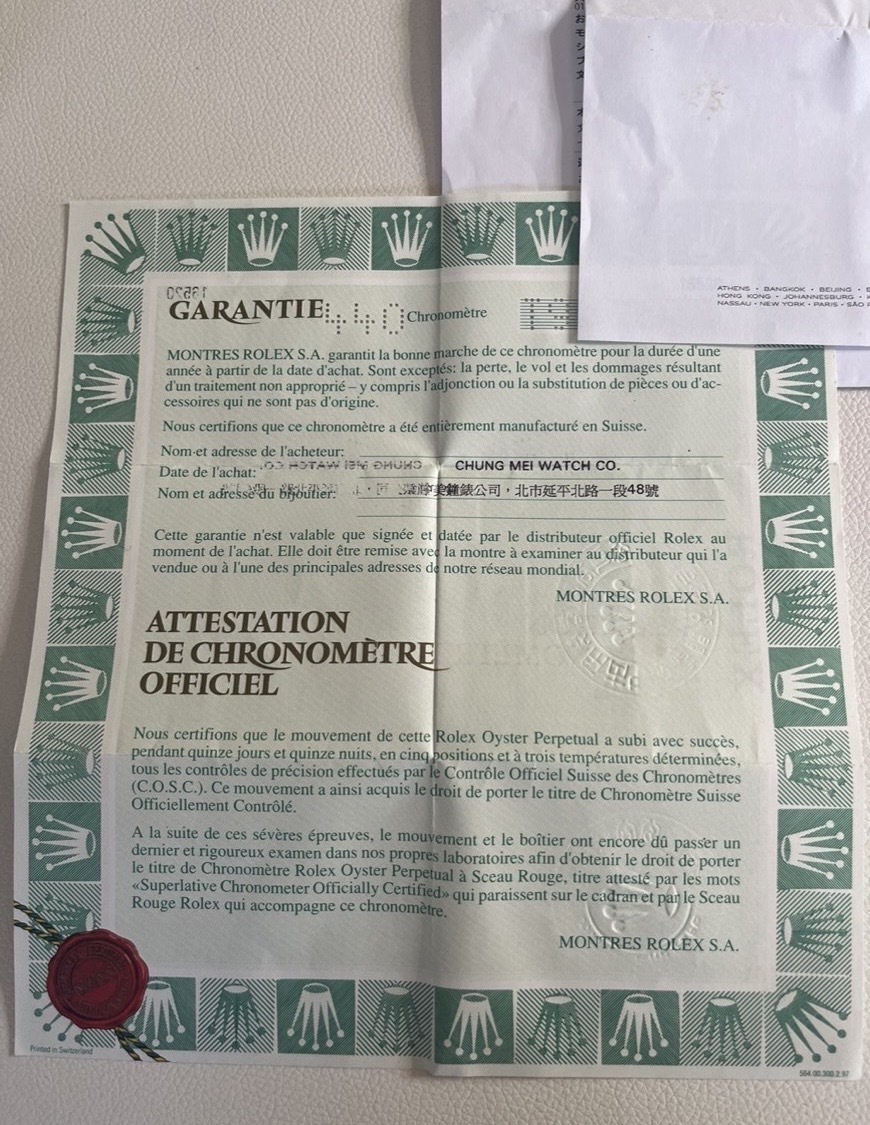 ATHENS · BANGKOK · BEIJING ·
HONG KONG · JOHANNESBURG ·
NASSAU · NEW YORK · PARIS · SÃO
16520
GARANTIE 440 Chronomètre
MONTRES ROLEX S.A. garantit la bonne marche de ce chronomètre pour la durée d'une
année à partir de la date d'achat. Sont exceptés: la perte, le vol et les dommages résultant
d'un traitement non approprié – y compris l'adjonction ou la substitution de pièces ou d'ac-
cessoires qui ne sont pas d'origine.
Nous certifions que ce chronomètre a été entièrement manufacturé en Suisse.
Nom et adresse de l'acheteur:
Date de l'achat: CHUNG MEI WATCH CO.
Nom et adresse du bijoutier: 美鐘錶公司，北市延平北路一段48號
Cette garantie n'est valable que signée et datée par le distributeur officiel Rolex au
moment de l'achat. Elle doit être remise avec la montre à examiner au distributeur qui l'a
vendue ou à l'une des principales adresses de notre réseau mondial.
MONTRES ROLEX S.A.
ATTESTATION
DE CHRONOMÈTRE
OFFICIEL
Nous certifions que le mouvement de cette Rolex Oyster Perpetual a subi avec succès,
pendant quinze jours et quinze nuits, en cinq positions et à trois températures déterminées,
tous les contrôles de précision effectués par le Contrôle Officiel Suisse des Chronomètres
(C.O.S.C.). Ce mouvement a ainsi acquis le droit de porter le titre de Chronomètre Suisse
Officiellement Contrôlé.
A la suite de ces sévères épreuves, le mouvement et le boîtier ont encore dû passer un
dernier et rigoureux examen dans nos propres laboratoires afin d'obtenir le droit de porter
le titre de Chronomètre Rolex Oyster Perpetual à Sceau Rouge, titre attesté par les mots
«Superlative Chronometer Officially Certified» qui paraissent sur le cadran et par le Sceau
Rouge Rolex qui accompagne ce chronomètre.
MONTRES ROLEX S.A.
Printed in Switzerland
564.00.300.2.97